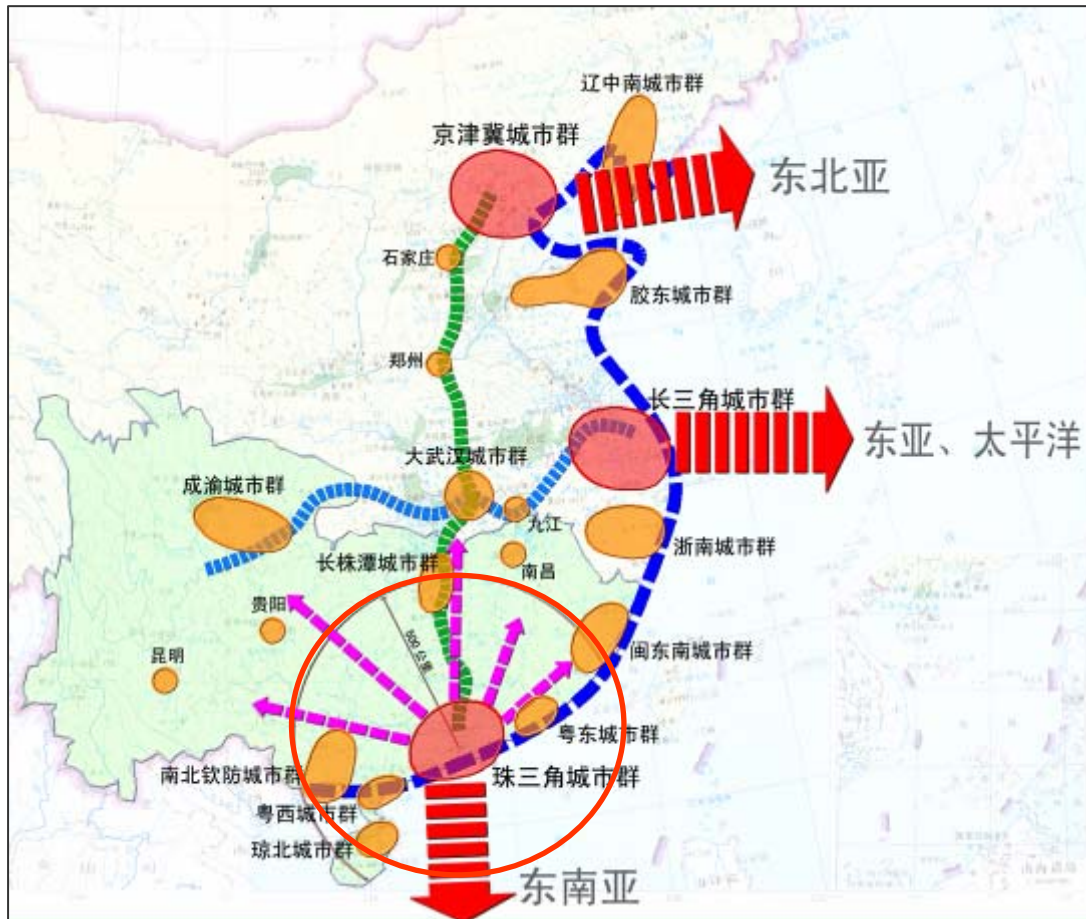 辽中南城市群
京津冀城市群
东北亚
石家庄
胶东城市群
郑州
长三角城市群
东亚、太平洋
大武汉城市群
成渝城市群
九江
浙南城市群
长株潭城市群
南昌
贵阳
500公里
昆明
闽东南城市群
粤东城市群
南北钦防城市群
珠三角城市群
粤西城市群
琼北城市群
东南亚